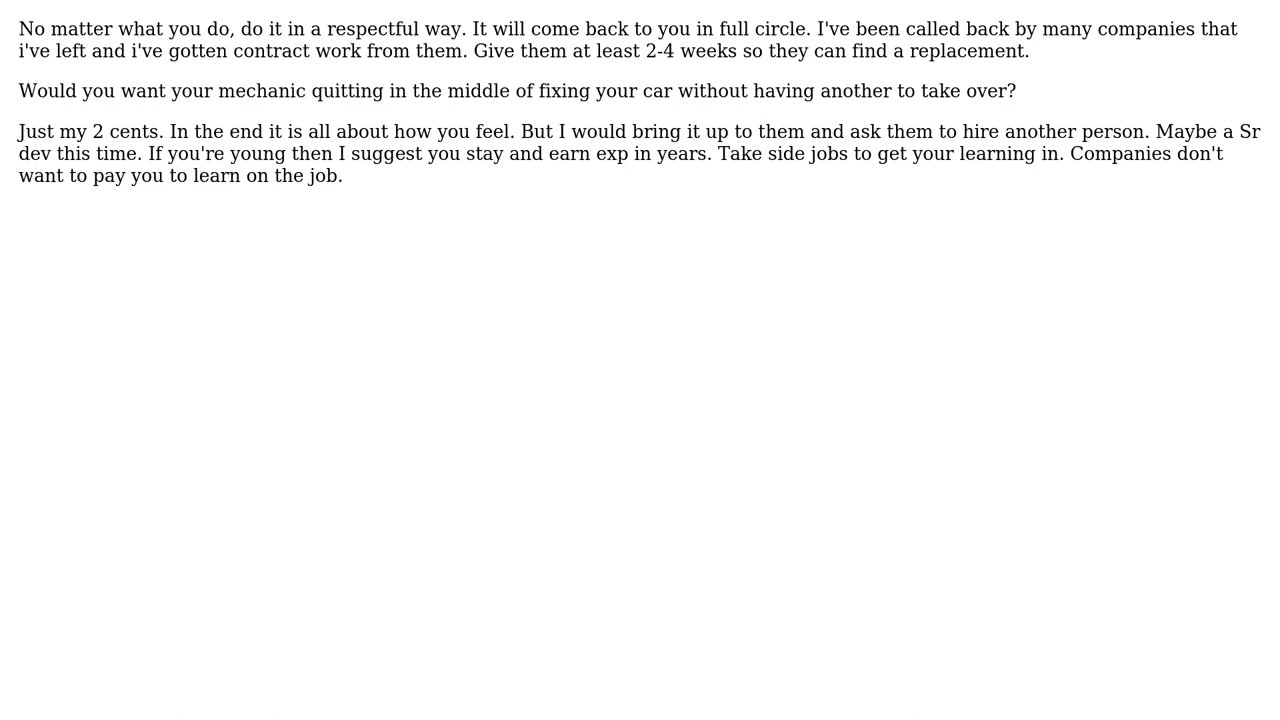 No matter what you do, do it in a respectful way. It will come back to you in full circle. I've been called back by many companies that
i've left and i've gotten contract work from them. Give them at least 2-4 weeks so they can find a replacement.
Would you want your mechanic quitting in the middle of fixing your car without having another to take over?
Just my 2 cents. In the end it is all about how you feel. But I would bring it up to them and ask them to hire another person. Maybe a Sr
dev this time. If you're young then I suggest you stay and earn exp in years. Take side jobs to get your learning in. Companies don't
want to pay you to learn on the job.